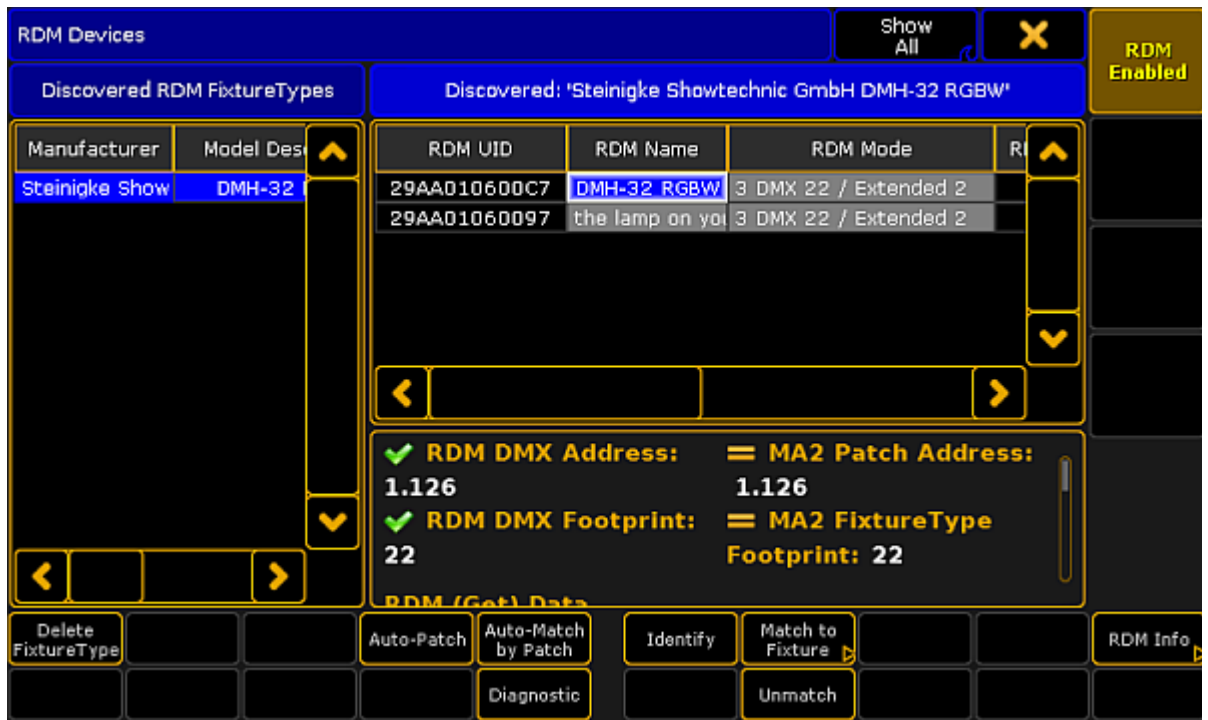 RDM Devices
Show
All
RDM
Enabled
Discovered RDM FixtureTypes
Discovered: 'Steinigke Showtechnic GmbH DMH-32 RGBW'
Manufacturer
Model Des
RDM UID
RDM Name
RDM Mode
Steinigke Show
DMH-32
29AA010600C7
DMH-32 RGBW
3 DMX 22 / Extended 2
29AA01060097
the lamp on you
3 DMX 22 / Extended 2
RDM DMX Address:
= MA2 Patch Address:
1.126
1.126
RDM DMX Footprint:
= MA2 FixtureType
22
Footprint: 22
RDM (Get) Data
Delete
FixtureType
Auto-Patch
Auto-Match
by Patch
Identify
Match to
Fixture
RDM Info
Diagnostic
Unmatch